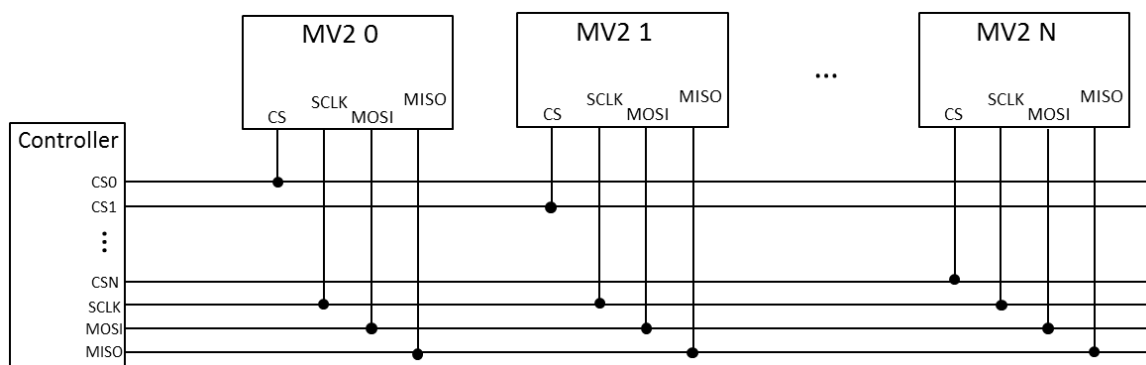 MV2 0
MV2 1
MV2 N
...
CS SCLK MOSI MISO
CS SCLK MOSI MISO
CS SCLK MOSI MISO
Controller
CS0
CS1
...
CSN
SCLK
MOSI
MISO